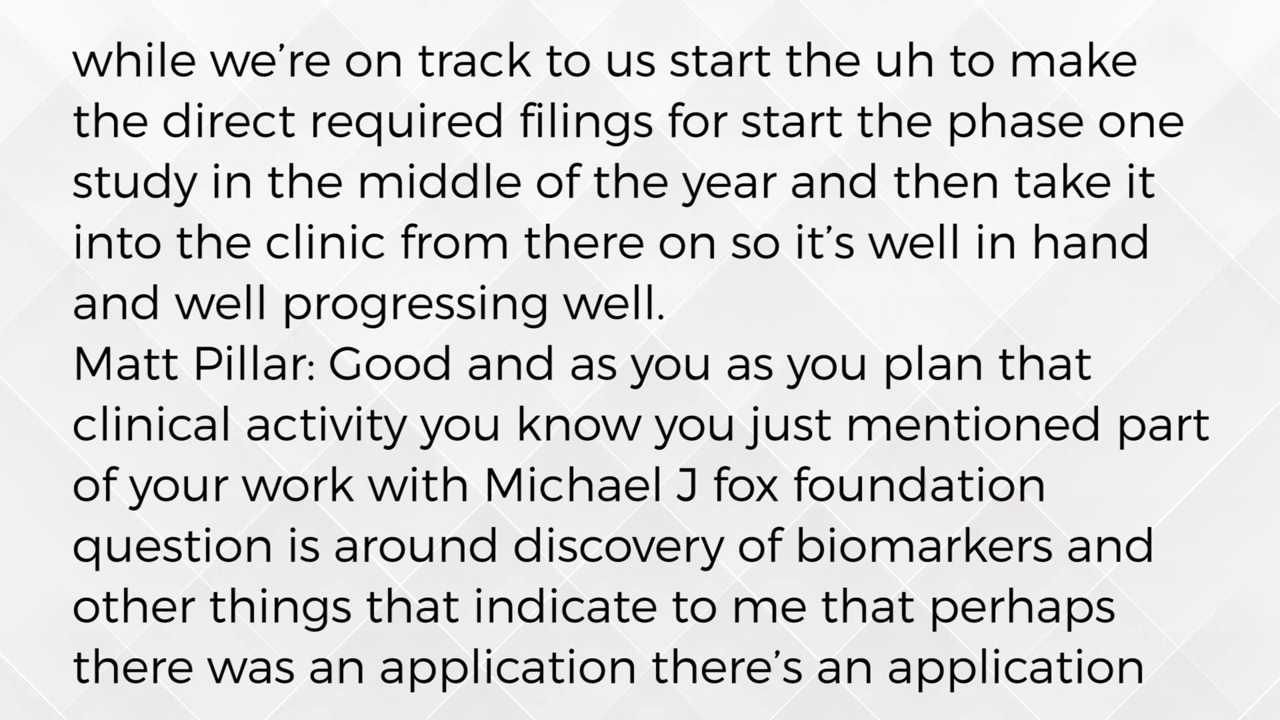 while we’re on track to us start the uh to make
the direct required filings for start the phase one
study in the middle of the year and then take it
into the clinic from there on so it’s well in hand
and well progressing well.
Matt Pillar: Good and as you as you plan that
clinical activity you know you just mentioned part
of your work with Michael J fox foundation
question is around discovery of biomarkers and
other things that indicate to me that perhaps
there was an application there’s an application